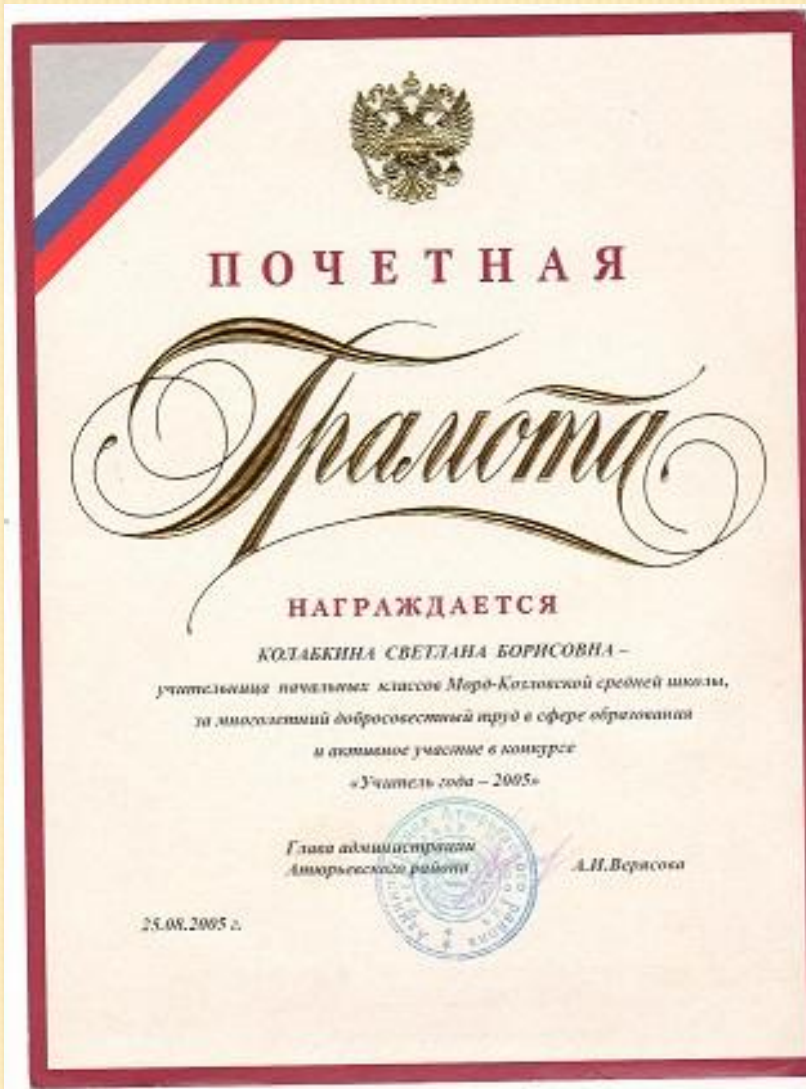 ПОЧЕТНАЯ
Грамота
НАГРАЖДАЕТСЯ
КОЛАБКИНА СВЕТЛАНА БОРИСОВНА –
учительница начальных классов Морд-Козловской средней школы,
за многолетний добросовестный труд в сфере образования
и активное участие в конкурсе
«Учитель года – 2005»
Глава администрации
Атюрьевского района
А.И.Верясова
25.08.2005 г.